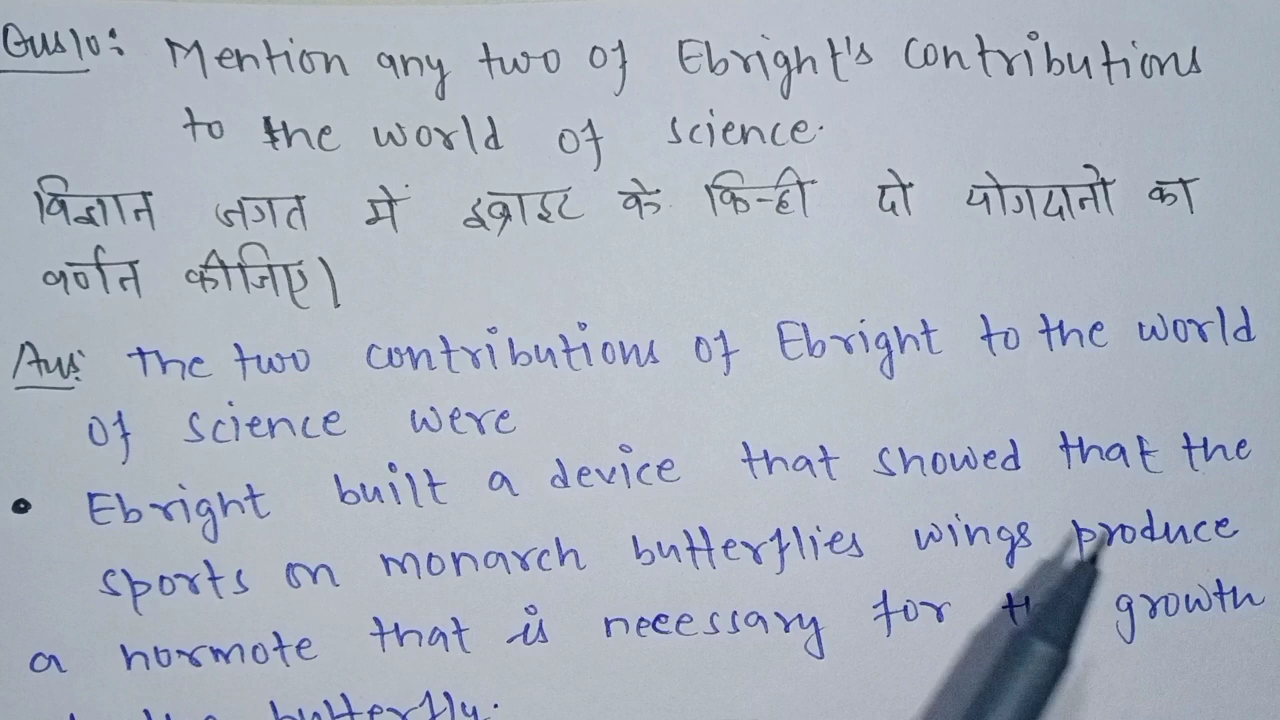 Qus10: Mention any two of Ebright's contributions
to the world of science.
विज्ञान जगत में इब्राइट के किन्ही दो योगदानो का
वर्णन कीजिए।
Ans: The two contributions of Ebright to the world
of science were
• Ebright built a device that showed that the
sports on monarch butterflies wings produce
a hormote that is necessary for growth
butterfly.